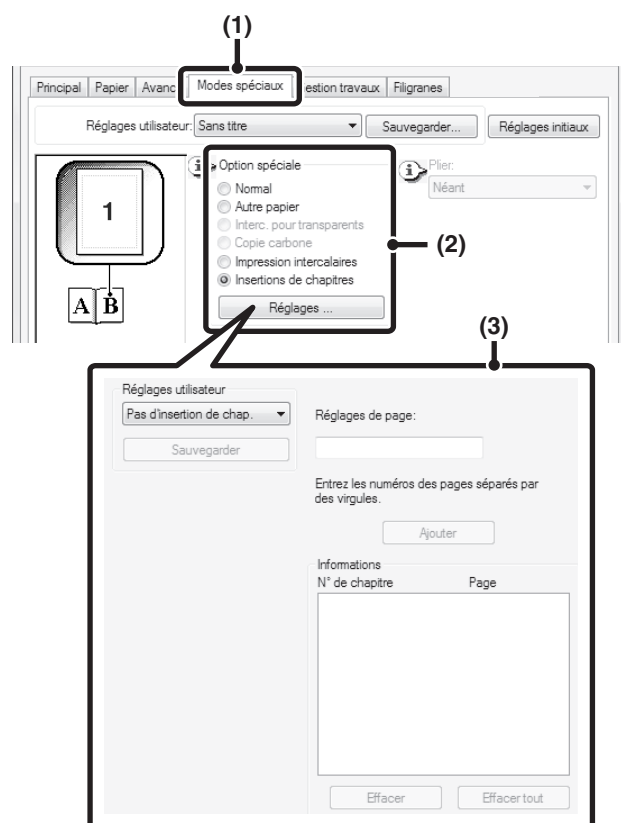 (1)
Principal Papier Avanc Modes spéciaux estion travaux Filigranes
Réglages utilisateur: Sans titre Sauvegarder... Réglages initiaux
Option spéciale
Plier:
Normal
Néant
Autre papier
Interc. pour transparents
Copie carbone
Impression intercalaires
Insertions de chapitres
Réglages ...
(2)
1
A B
(3)
Réglages utilisateur
Pas d'insertion de chap.
Sauvegarder
Réglages de page:
Entrez les numéros des pages séparés par
des virgules.
Ajouter
Informations
N° de chapitre Page
Effacer Effacer tout